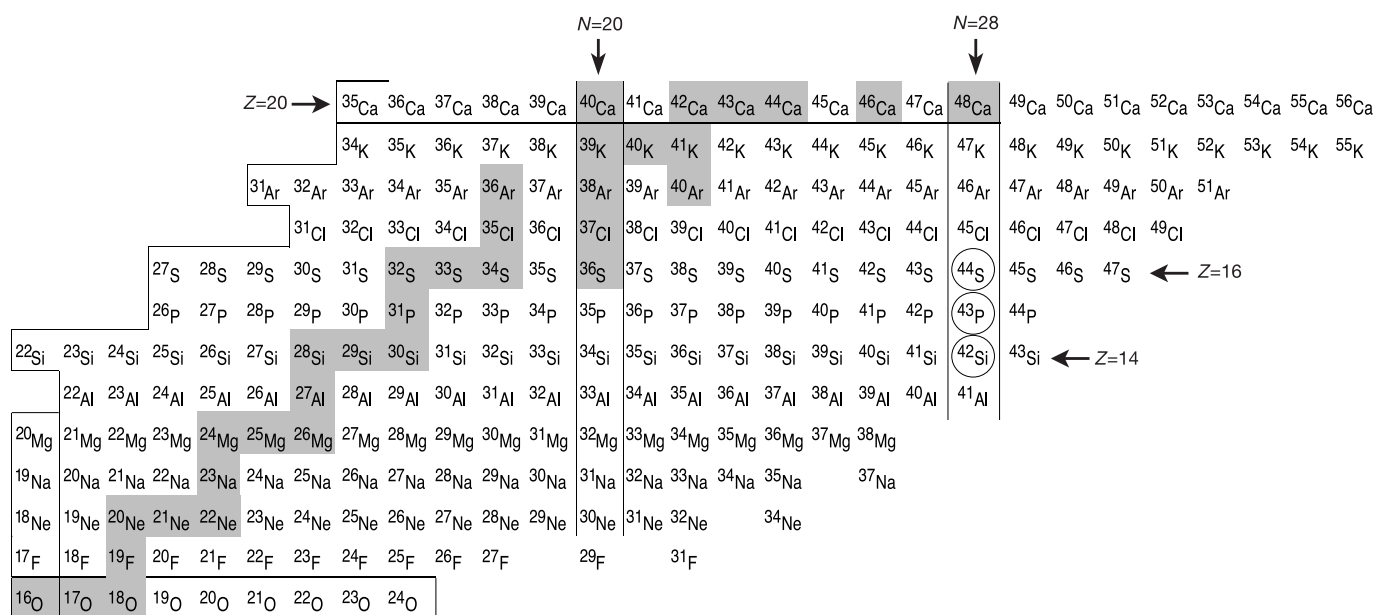 N=20 N=28
Z=20 ³⁵Ca ³⁶Ca ³⁷Ca ³⁸Ca ³⁹Ca ⁴⁰Ca ⁴¹Ca ⁴²Ca ⁴³Ca ⁴⁴Ca ⁴⁵Ca ⁴⁶Ca ⁴⁷Ca ⁴⁸Ca ⁴⁹Ca ⁵⁰Ca ⁵¹Ca ⁵²Ca ⁵³Ca ⁵⁴Ca ⁵⁵Ca ⁵⁶Ca
³⁴K ³⁵K ³⁶K ³⁷K ³⁸K ³⁹K ⁴⁰K ⁴¹K ⁴²K ⁴³K ⁴⁴K ⁴⁵K ⁴⁶K ⁴⁷K ⁴⁸K ⁴⁹K ⁵⁰K ⁵¹K ⁵²K ⁵³K ⁵⁴K ⁵⁵K
³¹Ar ³²Ar ³³Ar ³⁴Ar ³⁵Ar ³⁶Ar ³⁷Ar ³⁸Ar ³⁹Ar ⁴⁰Ar ⁴¹Ar ⁴²Ar ⁴³Ar ⁴⁴Ar ⁴⁵Ar ⁴⁶Ar ⁴⁷Ar ⁴⁸Ar ⁴⁹Ar ⁵⁰Ar ⁵¹Ar
³¹Cl ³²Cl ³³Cl ³⁴Cl ³⁵Cl ³⁶Cl ³⁷Cl ³⁸Cl ³⁹Cl ⁴⁰Cl ⁴¹Cl ⁴²Cl ⁴³Cl ⁴⁴Cl ⁴⁵Cl ⁴⁶Cl ⁴⁷Cl ⁴⁸Cl ⁴⁹Cl
²⁷S ²⁸S ²⁹S ³⁰S ³¹S ³²S ³³S ³⁴S ³⁵S ³⁶S ³⁷S ³⁸S ³⁹S ⁴⁰S ⁴¹S ⁴²S ⁴³S ⁴⁴S ⁴⁵S ⁴⁶S ⁴⁷S Z=16
²⁶P ²⁷P ²⁸P ²⁹P ³⁰P ³¹P ³²P ³³P ³⁴P ³⁵P ³⁶P ³⁷P ³⁸P ³⁹P ⁴⁰P ⁴¹P ⁴²P ⁴³P ⁴⁴P
²²Si ²³Si ²⁴Si ²⁵Si ²⁶Si ²⁷Si ²⁸Si ²⁹Si ³⁰Si ³¹Si ³²Si ³³Si ³⁴Si ³⁵Si ³⁶Si ³⁷Si ³⁸Si ³⁹Si ⁴⁰Si ⁴¹Si ⁴²Si ⁴³Si Z=14
²²Al ²³Al ²⁴Al ²⁵Al ²⁶Al ²⁷Al ²⁸Al ²⁹Al ³⁰Al ³¹Al ³²Al ³³Al ³⁴Al ³⁵Al ³⁶Al ³⁷Al ³⁸Al ³⁹Al ⁴⁰Al ⁴¹Al
²⁰Mg ²¹Mg ²²Mg ²³Mg ²⁴Mg ²⁵Mg ²⁶Mg ²⁷Mg ²⁸Mg ²⁹Mg ³⁰Mg ³¹Mg ³²Mg ³³Mg ³⁴Mg ³⁵Mg ³⁶Mg ³⁷Mg ³⁸Mg
¹⁹Na ²⁰Na ²¹Na ²²Na ²³Na ²⁴Na ²⁵Na ²⁶Na ²⁷Na ²⁸Na ²⁹Na ³⁰Na ³¹Na ³²Na ³³Na ³⁴Na ³⁵Na ³⁷Na
¹⁸Ne ¹⁹Ne ²⁰Ne ²¹Ne ²²Ne ²³Ne ²⁴Ne ²⁵Ne ²⁶Ne ²⁷Ne ²⁸Ne ²⁹Ne ³⁰Ne ³¹Ne ³²Ne ³⁴Ne
¹⁷F ¹⁸F ¹⁹F ²⁰F ²¹F ²²F ²³F ²⁴F ²⁵F ²⁶F ²⁷F ²⁹F ³¹F
¹⁶O ¹⁷O ¹⁸O ¹⁹O ²⁰O ²¹O ²²O ²³O ²⁴O